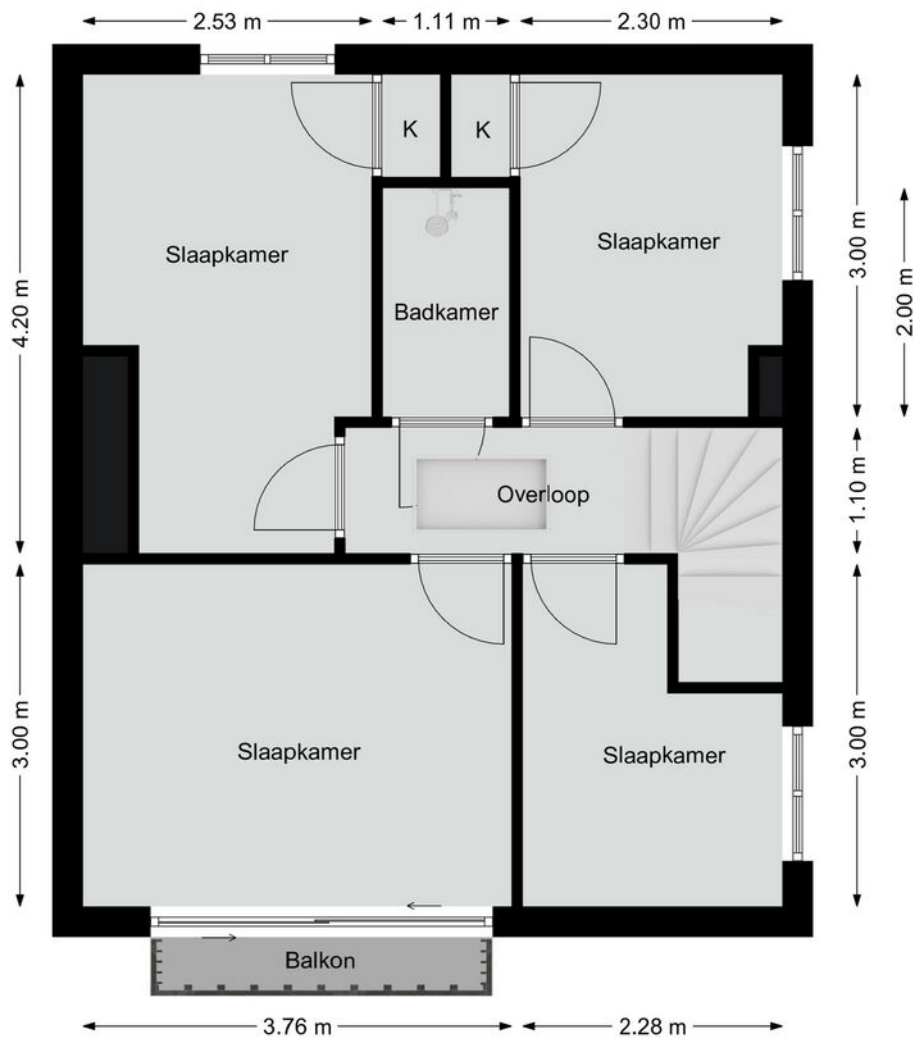 2.53 m
1.11 m
2.30 m
K
K
Slaapkamer
Slaapkamer
Badkamer
4.20 m
3.00 m
2.00 m
Overloop
1.10 m
Slaapkamer
Slaapkamer
3.00 m
3.00 m
Balkon
3.76 m
2.28 m